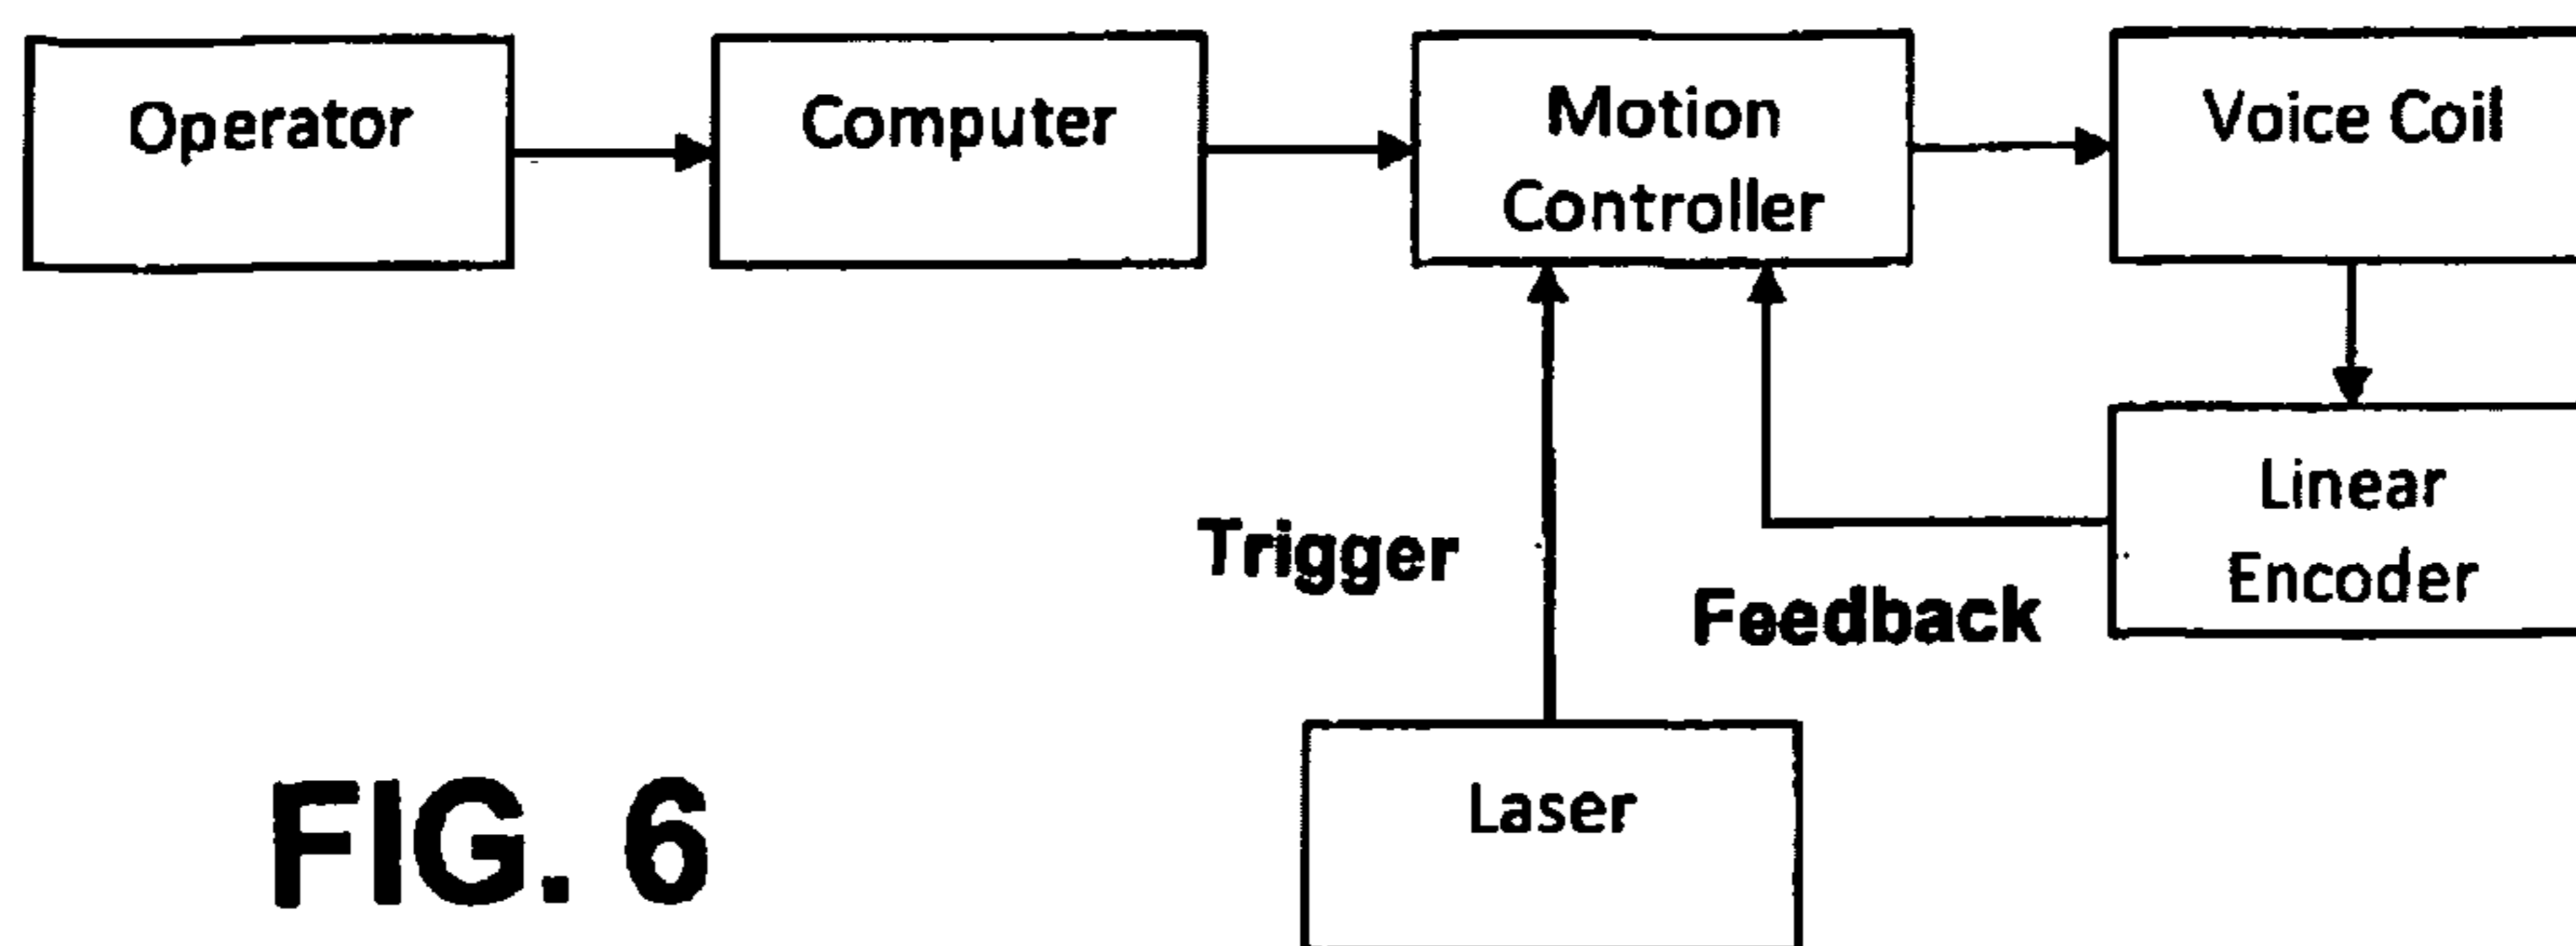 Operator
Computer
Motion
Controller
Voice Coil
Linear
Encoder
Trigger
Feedback
Laser
FIG. 6